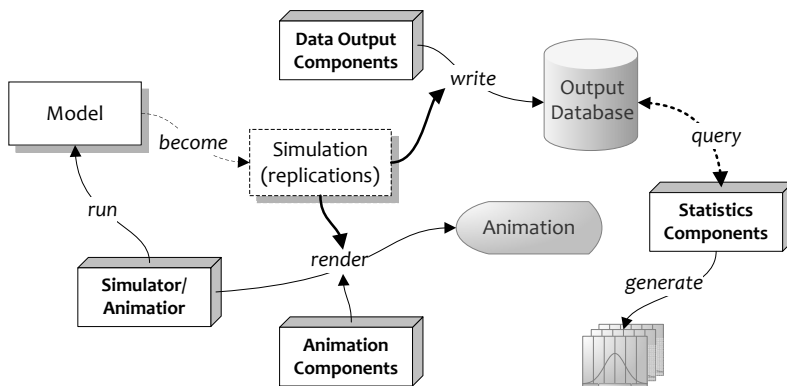 Data Output
Components
write
Output
Database
Model
become
Simulation
(replications)
query
run
Statistics
Components
Animation
render
Simulator/
Animatior
generate
Animation
Components